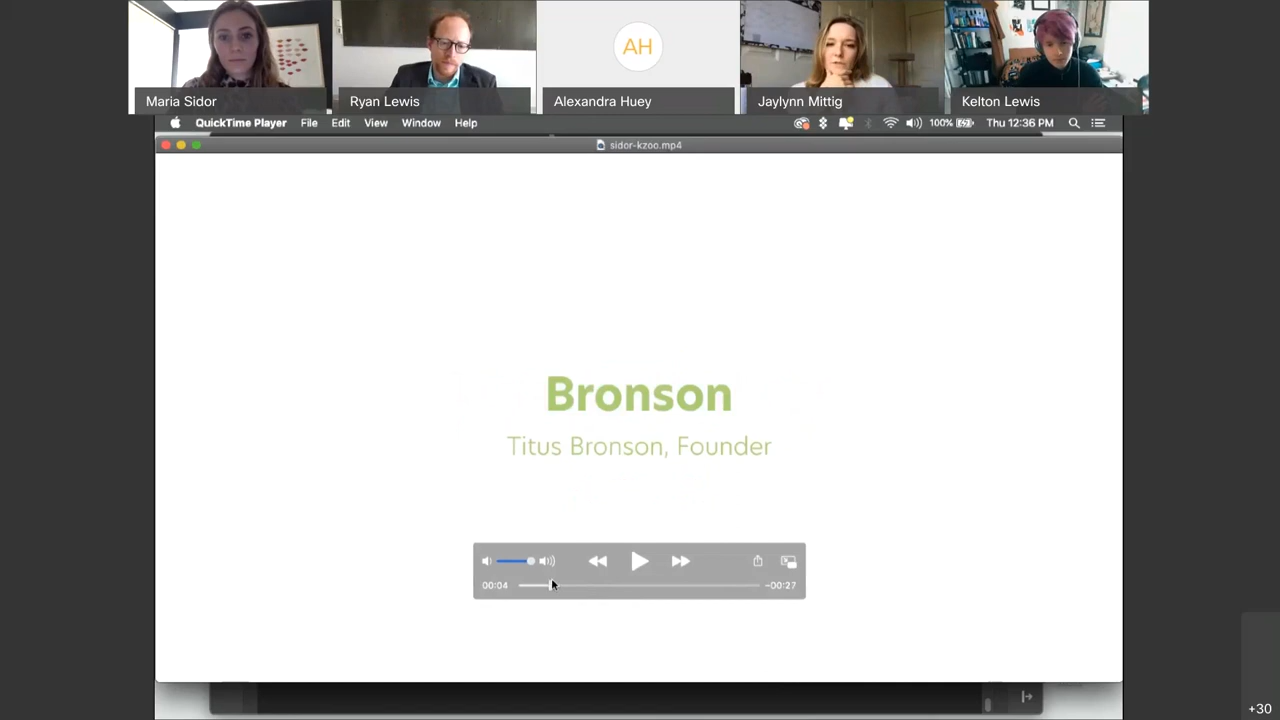 AH
Maria Sidor
Ryan Lewis
Alexandra Huey
Jaylynn Mittig
Kelton Lewis
QuickTime Player File Edit View Window Help 100% Thu 12:36 PM
sidor-kzoo.mp4
Bronson
Titus Bronson, Founder
00:04 -00:27
+30